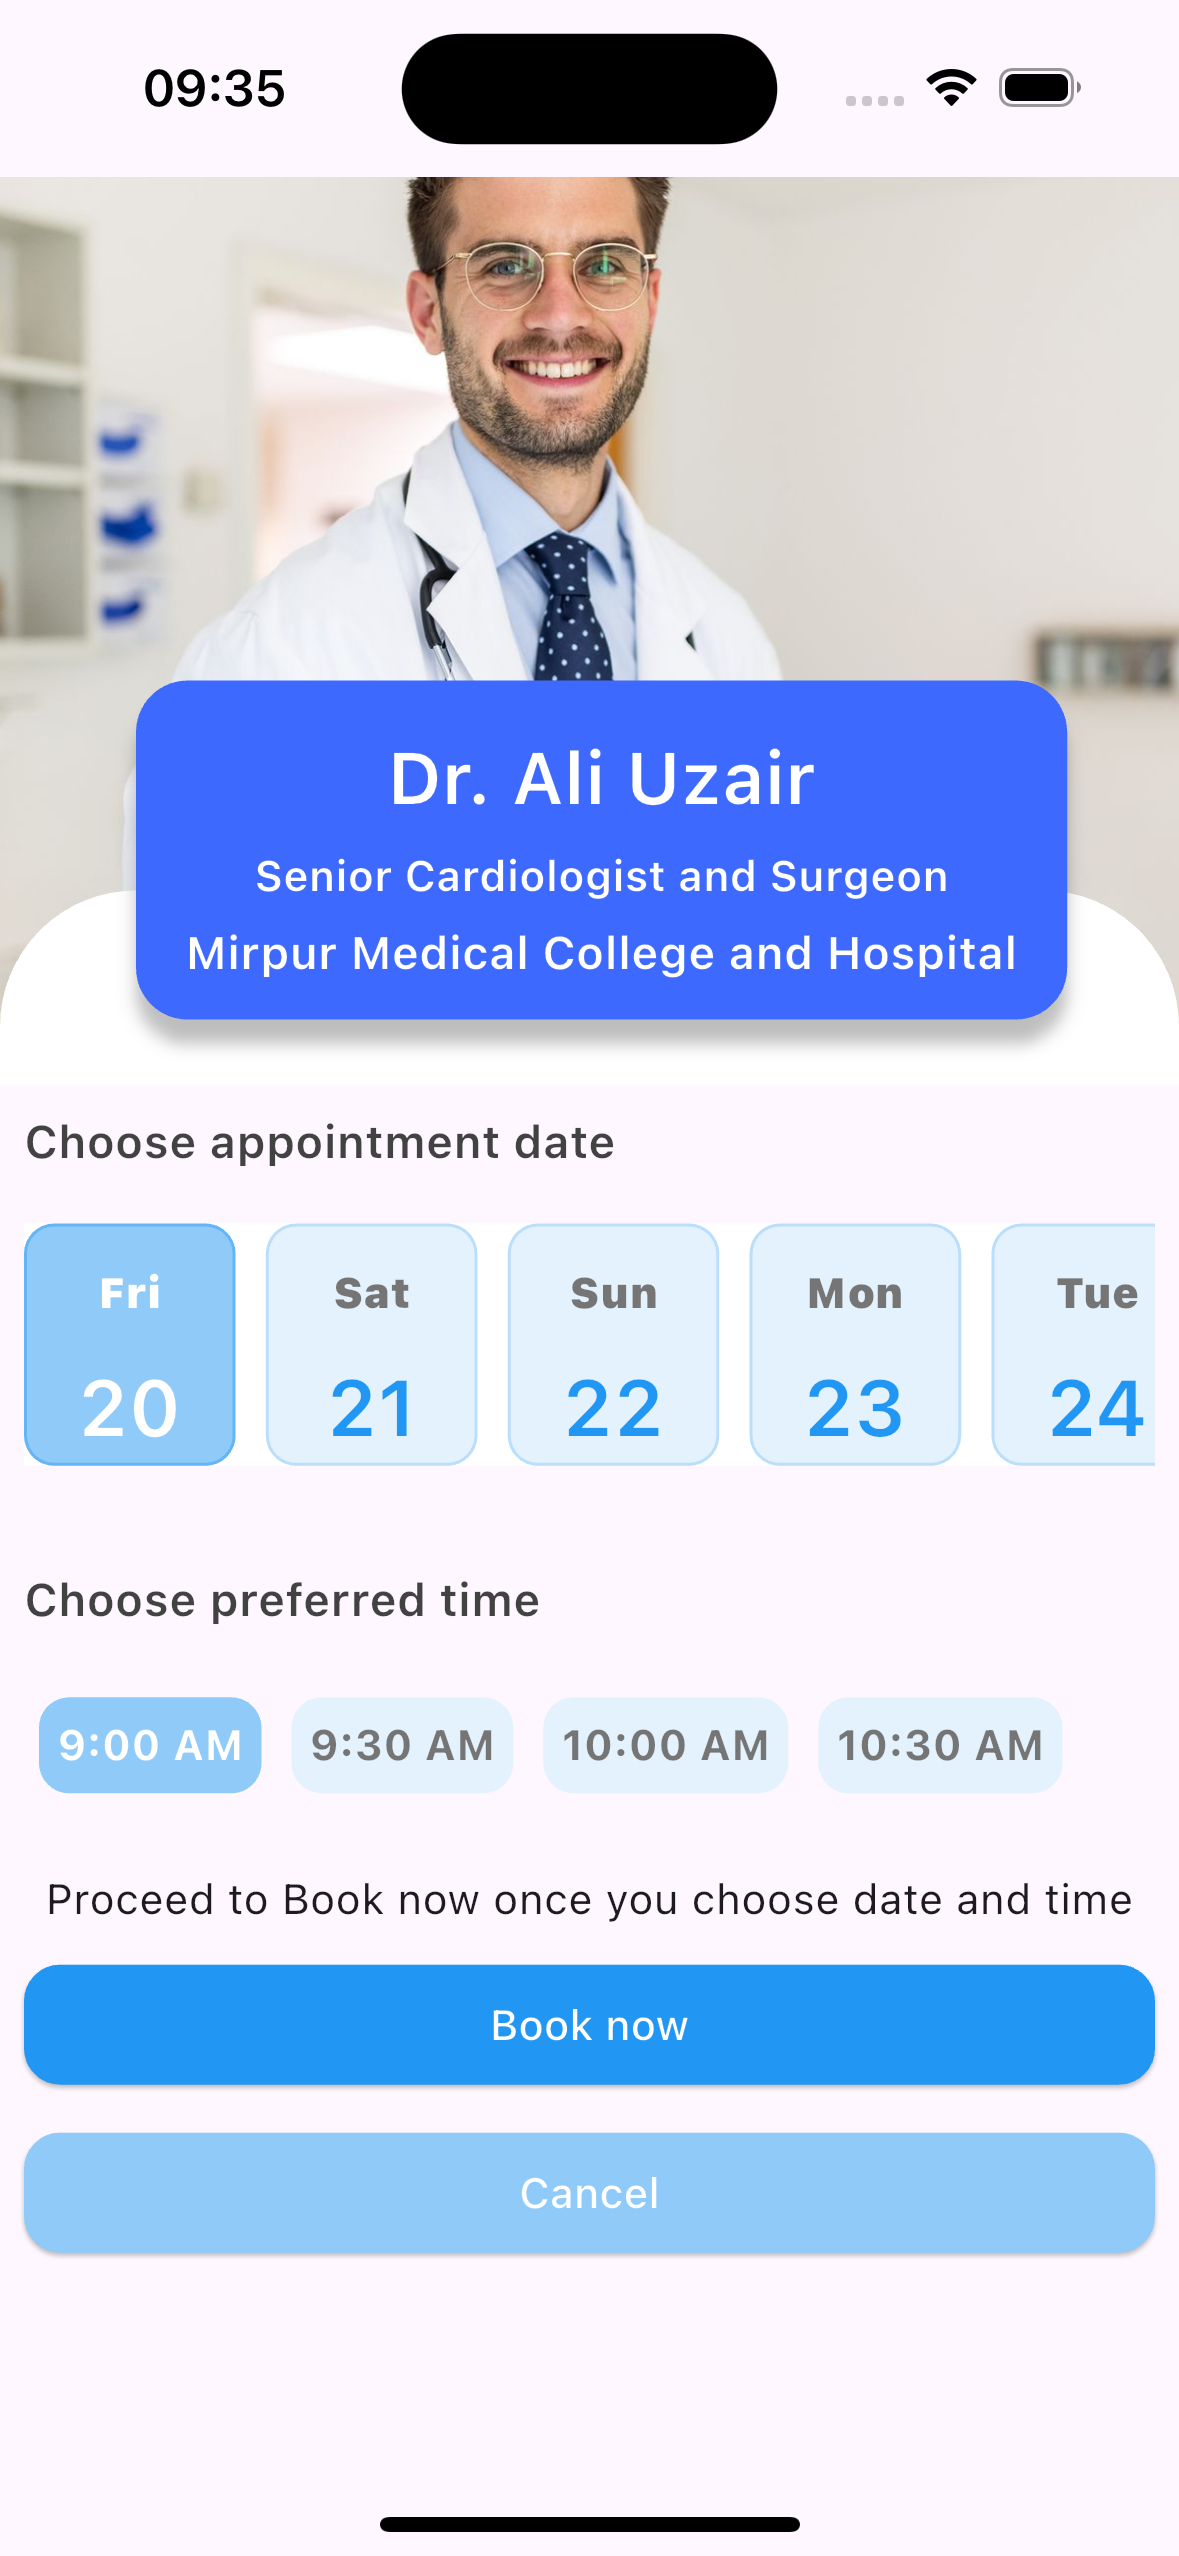 09:35
Dr. Ali Uzair
Senior Cardiologist and Surgeon
Mirpur Medical College and Hospital
Choose appointment date
Fri Sat Sun Mon Tue
20 21 22 23 24
Choose preferred time
9:00 AM 9:30 AM 10:00 AM 10:30 AM
Proceed to Book now once you choose date and time
Book now
Cancel